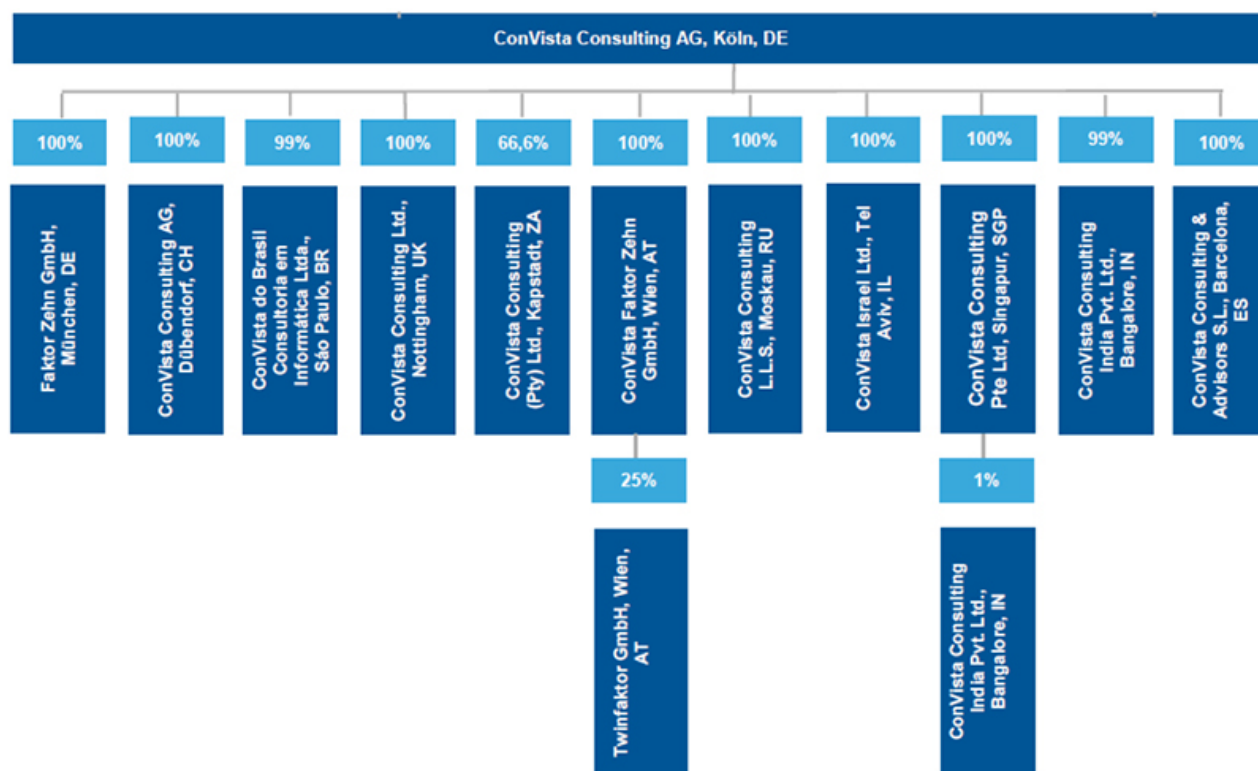 ConVista Consulting AG, Köln, DE
100%
100%
99%
100%
66,6%
100%
100%
100%
100%
99%
100%
Faktor Zehn GmbH,
München, DE
ConVista Consulting AG,
Dübendorf, CH
ConVista do Brasil
Consultoria em
Informática Ltda.,
São Paulo, BR
ConVista Consulting Ltd.,
Nottingham, UK
ConVista Consulting
(Pty) Ltd., Kapstadt, ZA
ConVista Faktor Zehn
GmbH, Wien, AT
ConVista Consulting
L.L.S., Moskau, RU
ConVista Israel Ltd., Tel
Aviv, IL
ConVista Consulting
Pte Ltd, Singapur, SGP
ConVista Consulting
India Pvt. Ltd.,
Bangalore, IN
ConVista Consulting &
Advisors S.L., Barcelona,
ES
25%
1%
Twinfaktor GmbH, Wien,
AT
ConVista Consulting
India Pvt. Ltd.,
Bangalore, IN